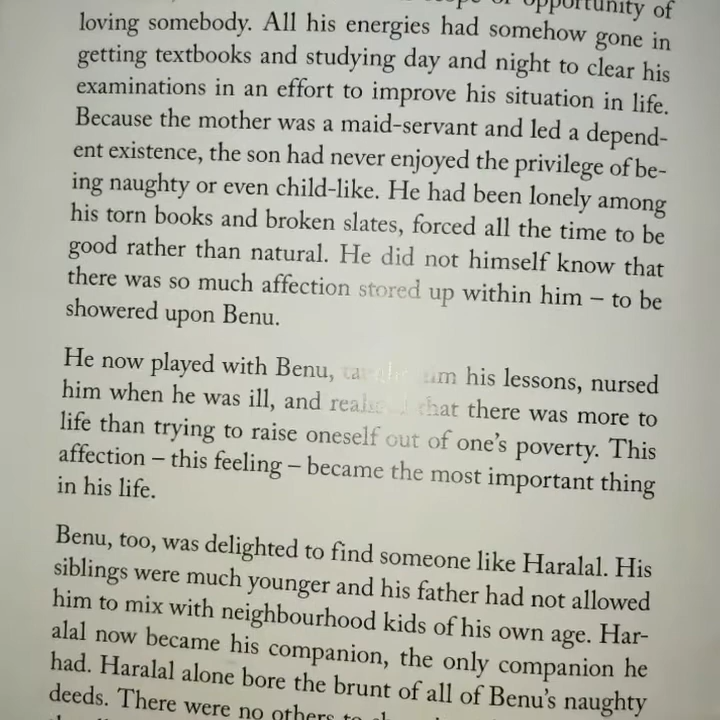 opportunity of
loving somebody. All his energies had somehow gone in
getting textbooks and studying day and night to clear his
examinations in an effort to improve his situation in life.
Because the mother was a maid-servant and led a depend-
ent existence, the son had never enjoyed the privilege of be-
ing naughty or even child-like. He had been lonely among
his torn books and broken slates, forced all the time to be
good rather than natural. He did not himself know that
there was so much affection stored up within him – to be
showered upon Benu.
He now played with Benu, his lessons, nursed
him when he was ill, and that there was more to
life than trying to raise oneself out of one's poverty. This
affection – this feeling – became the most important thing
in his life.
Benu, too, was delighted to find someone like Haralal. His
siblings were much younger and his father had not allowed
him to mix with neighbourhood kids of his own age. Har-
alal now became his companion, the only companion he
had. Haralal alone bore the brunt of all of Benu's naughty
deeds. There were no others to